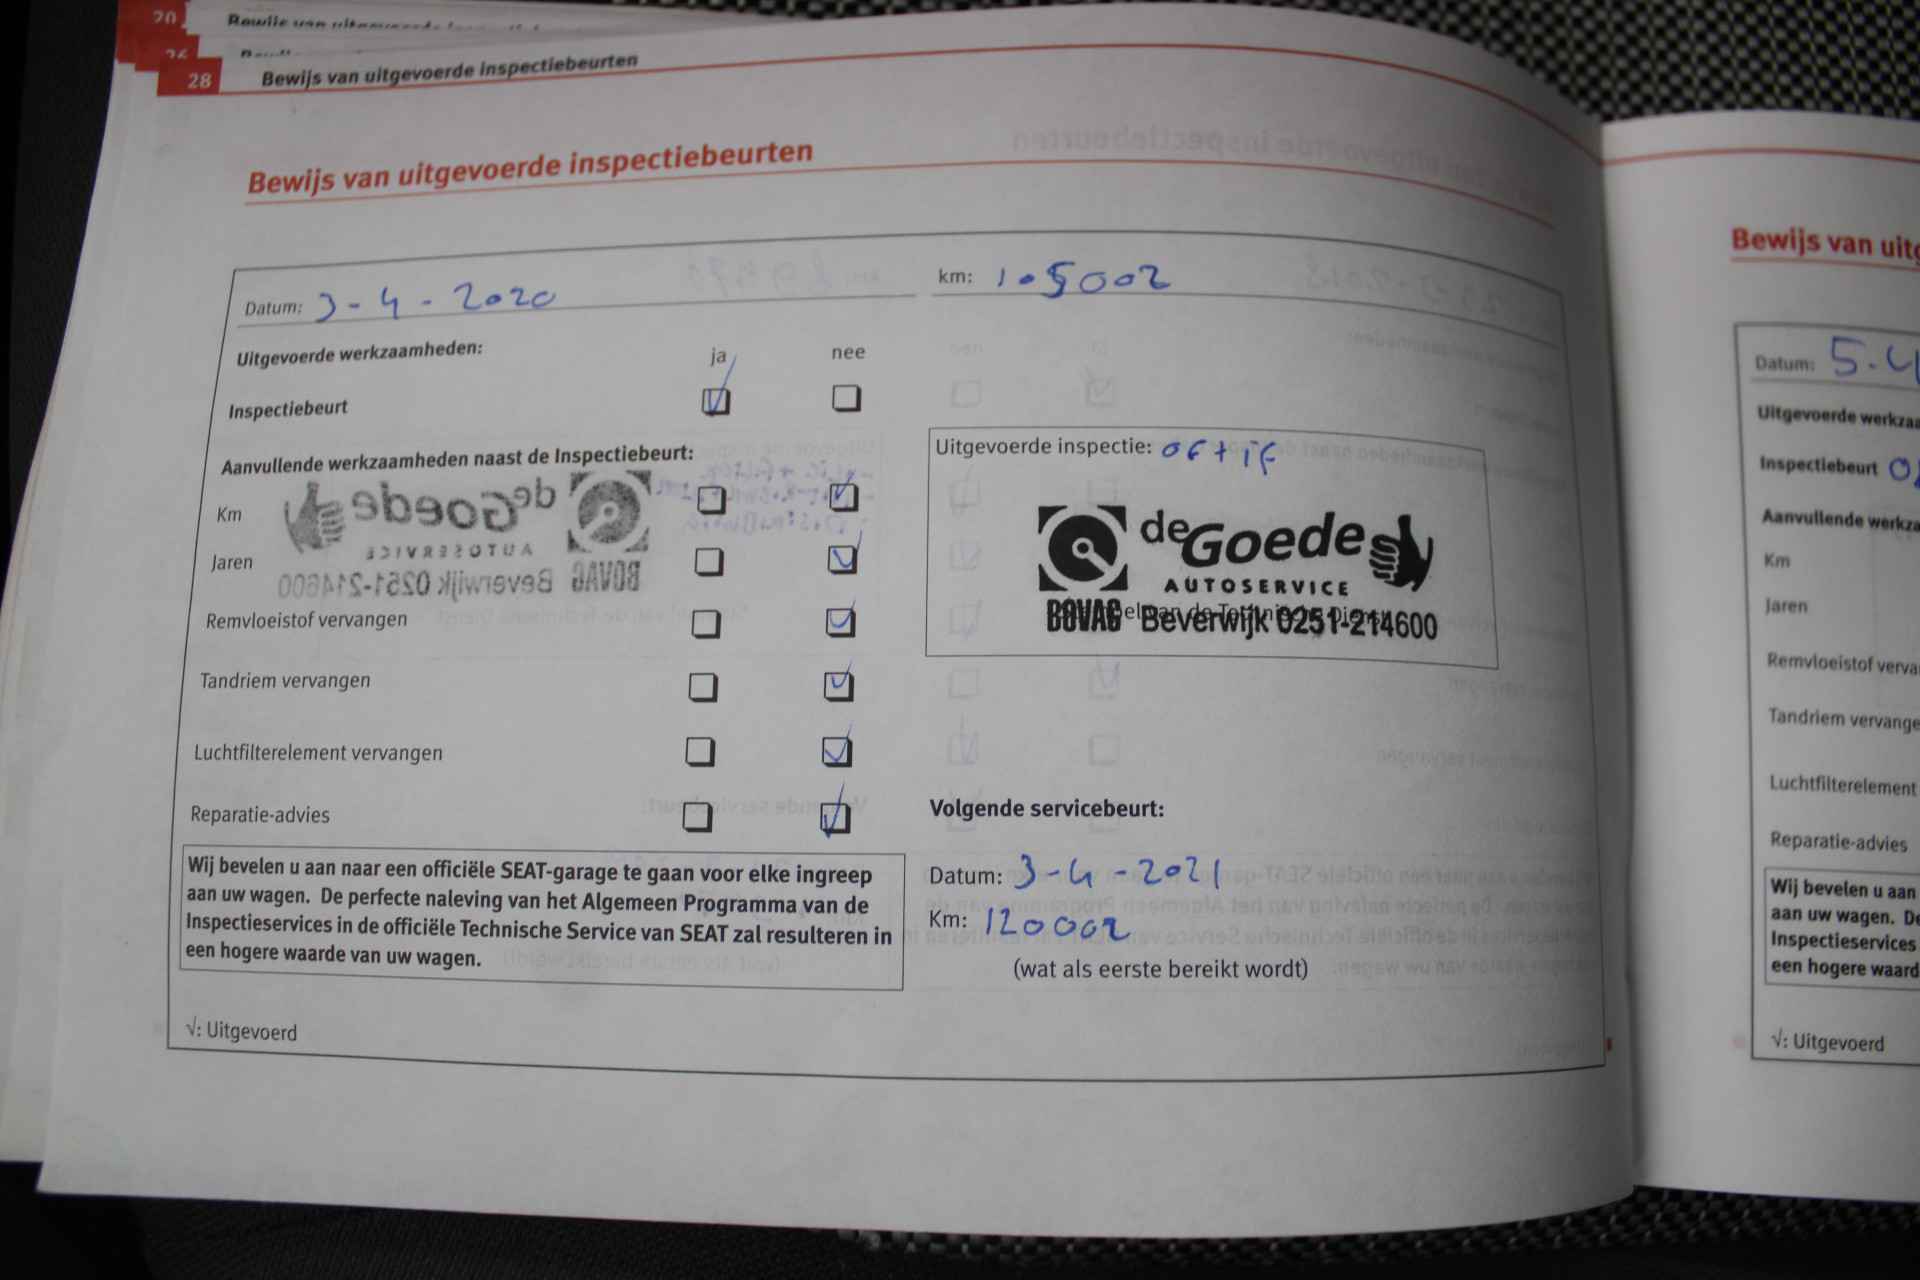 28 Bewijs van uitgevoerde inspectiebeurten
Bewijs van uitgevoerde inspectiebeurten
Datum: 3-4-2020
km: 105002
Uitgevoerde werkzaamheden:
ja nee
Inspectiebeurt
Aanvullende werkzaamheden naast de Inspectiebeurt:
Km
Jaren
Remvloeistof vervangen
Tandriem vervangen
Luchtfilterelement vervangen
Reparatie-advies
Wij bevelen u aan naar een officiële SEAT-garage te gaan voor elke ingreep
aan uw wagen. De perfecte naleving van het Algemeen Programma van de
Inspectieservices in de officiële Technische Service van SEAT zal resulteren in
een hogere waarde van uw wagen.
√: Uitgevoerd
Uitgevoerde inspectie: of + if
de Goede
AUTOSERVICE
BOVAG Beverwijk 0251-214600
Volgende servicebeurt:
Datum: 3-4-2021
Km: 120002
(wat als eerste bereikt wordt)
Bewijs van uitg
Datum: 5.4
Uitgevoerde werkza
Inspectiebeurt
Aanvullende werkza
Km
Jaren
Remvloeistof verva
Tandriem vervange
Luchtfilterelement
Reparatie-advies
Wij bevelen u aan
aan uw wagen. De
Inspectieservices
een hogere waard
√: Uitgevoerd